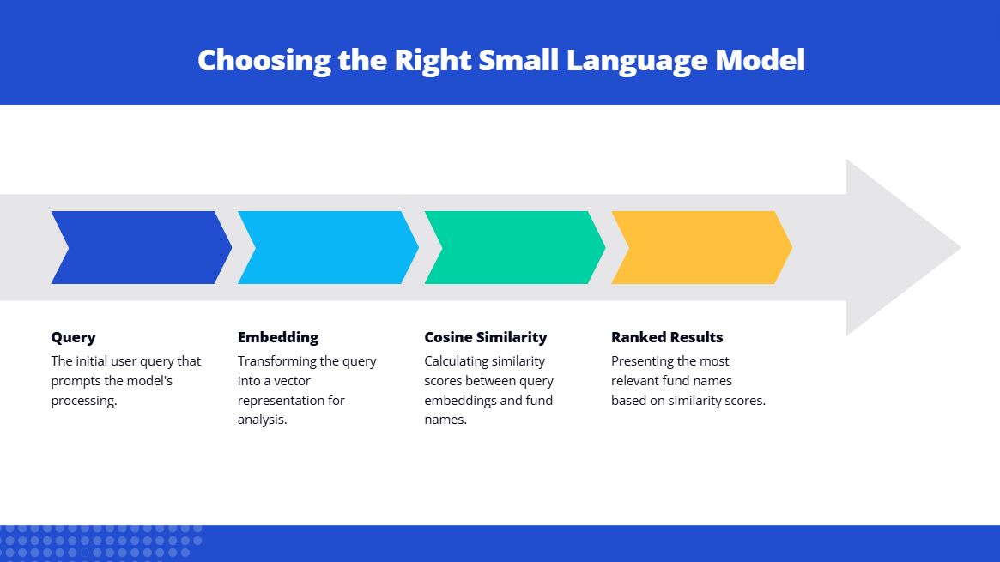 Choosing the Right Small Language Model
Query
The initial user query that
prompts the model's
processing.
Embedding
Transforming the query
into a vector
representation for
analysis.
Cosine Similarity
Calculating similarity
scores between query
embeddings and fund
names.
Ranked Results
Presenting the most
relevant fund names
based on similarity scores.